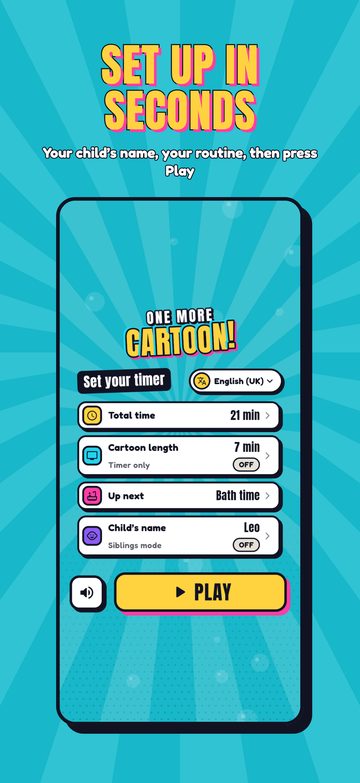 SET UP IN
SECONDS
Your child's name, your routine, then press
Play
ONE MORE
CARTOON!
Set your timer
English (UK)
Total time
21 min
Cartoon length
7 min
Timer only
OFF
Up next
Bath time
Child's name
Leo
Siblings mode
OFF
PLAY